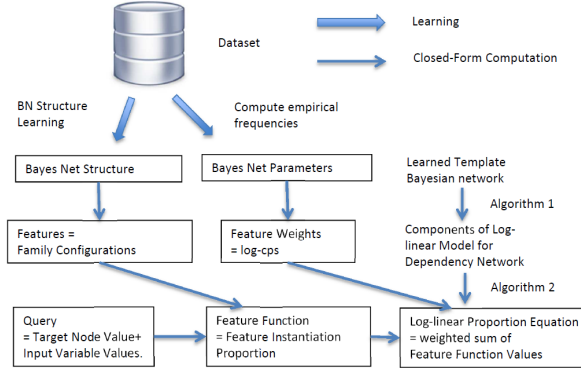 Dataset
Learning
Closed-Form Computation
BN Structure
Learning
Compute empirical
frequencies
Bayes Net Structure
Bayes Net Parameters
Learned Template
Bayesian network
Algorithm 1
Features =
Family Configurations
Feature Weights
= log-cps
Components of Log-
linear Model for
Dependency Network
Algorithm 2
Query
= Target Node Value+
Input Variable Values.
Feature Function
= Feature Instantiation
Proportion
Log-linear Proportion Equation
= weighted sum of
Feature Function Values